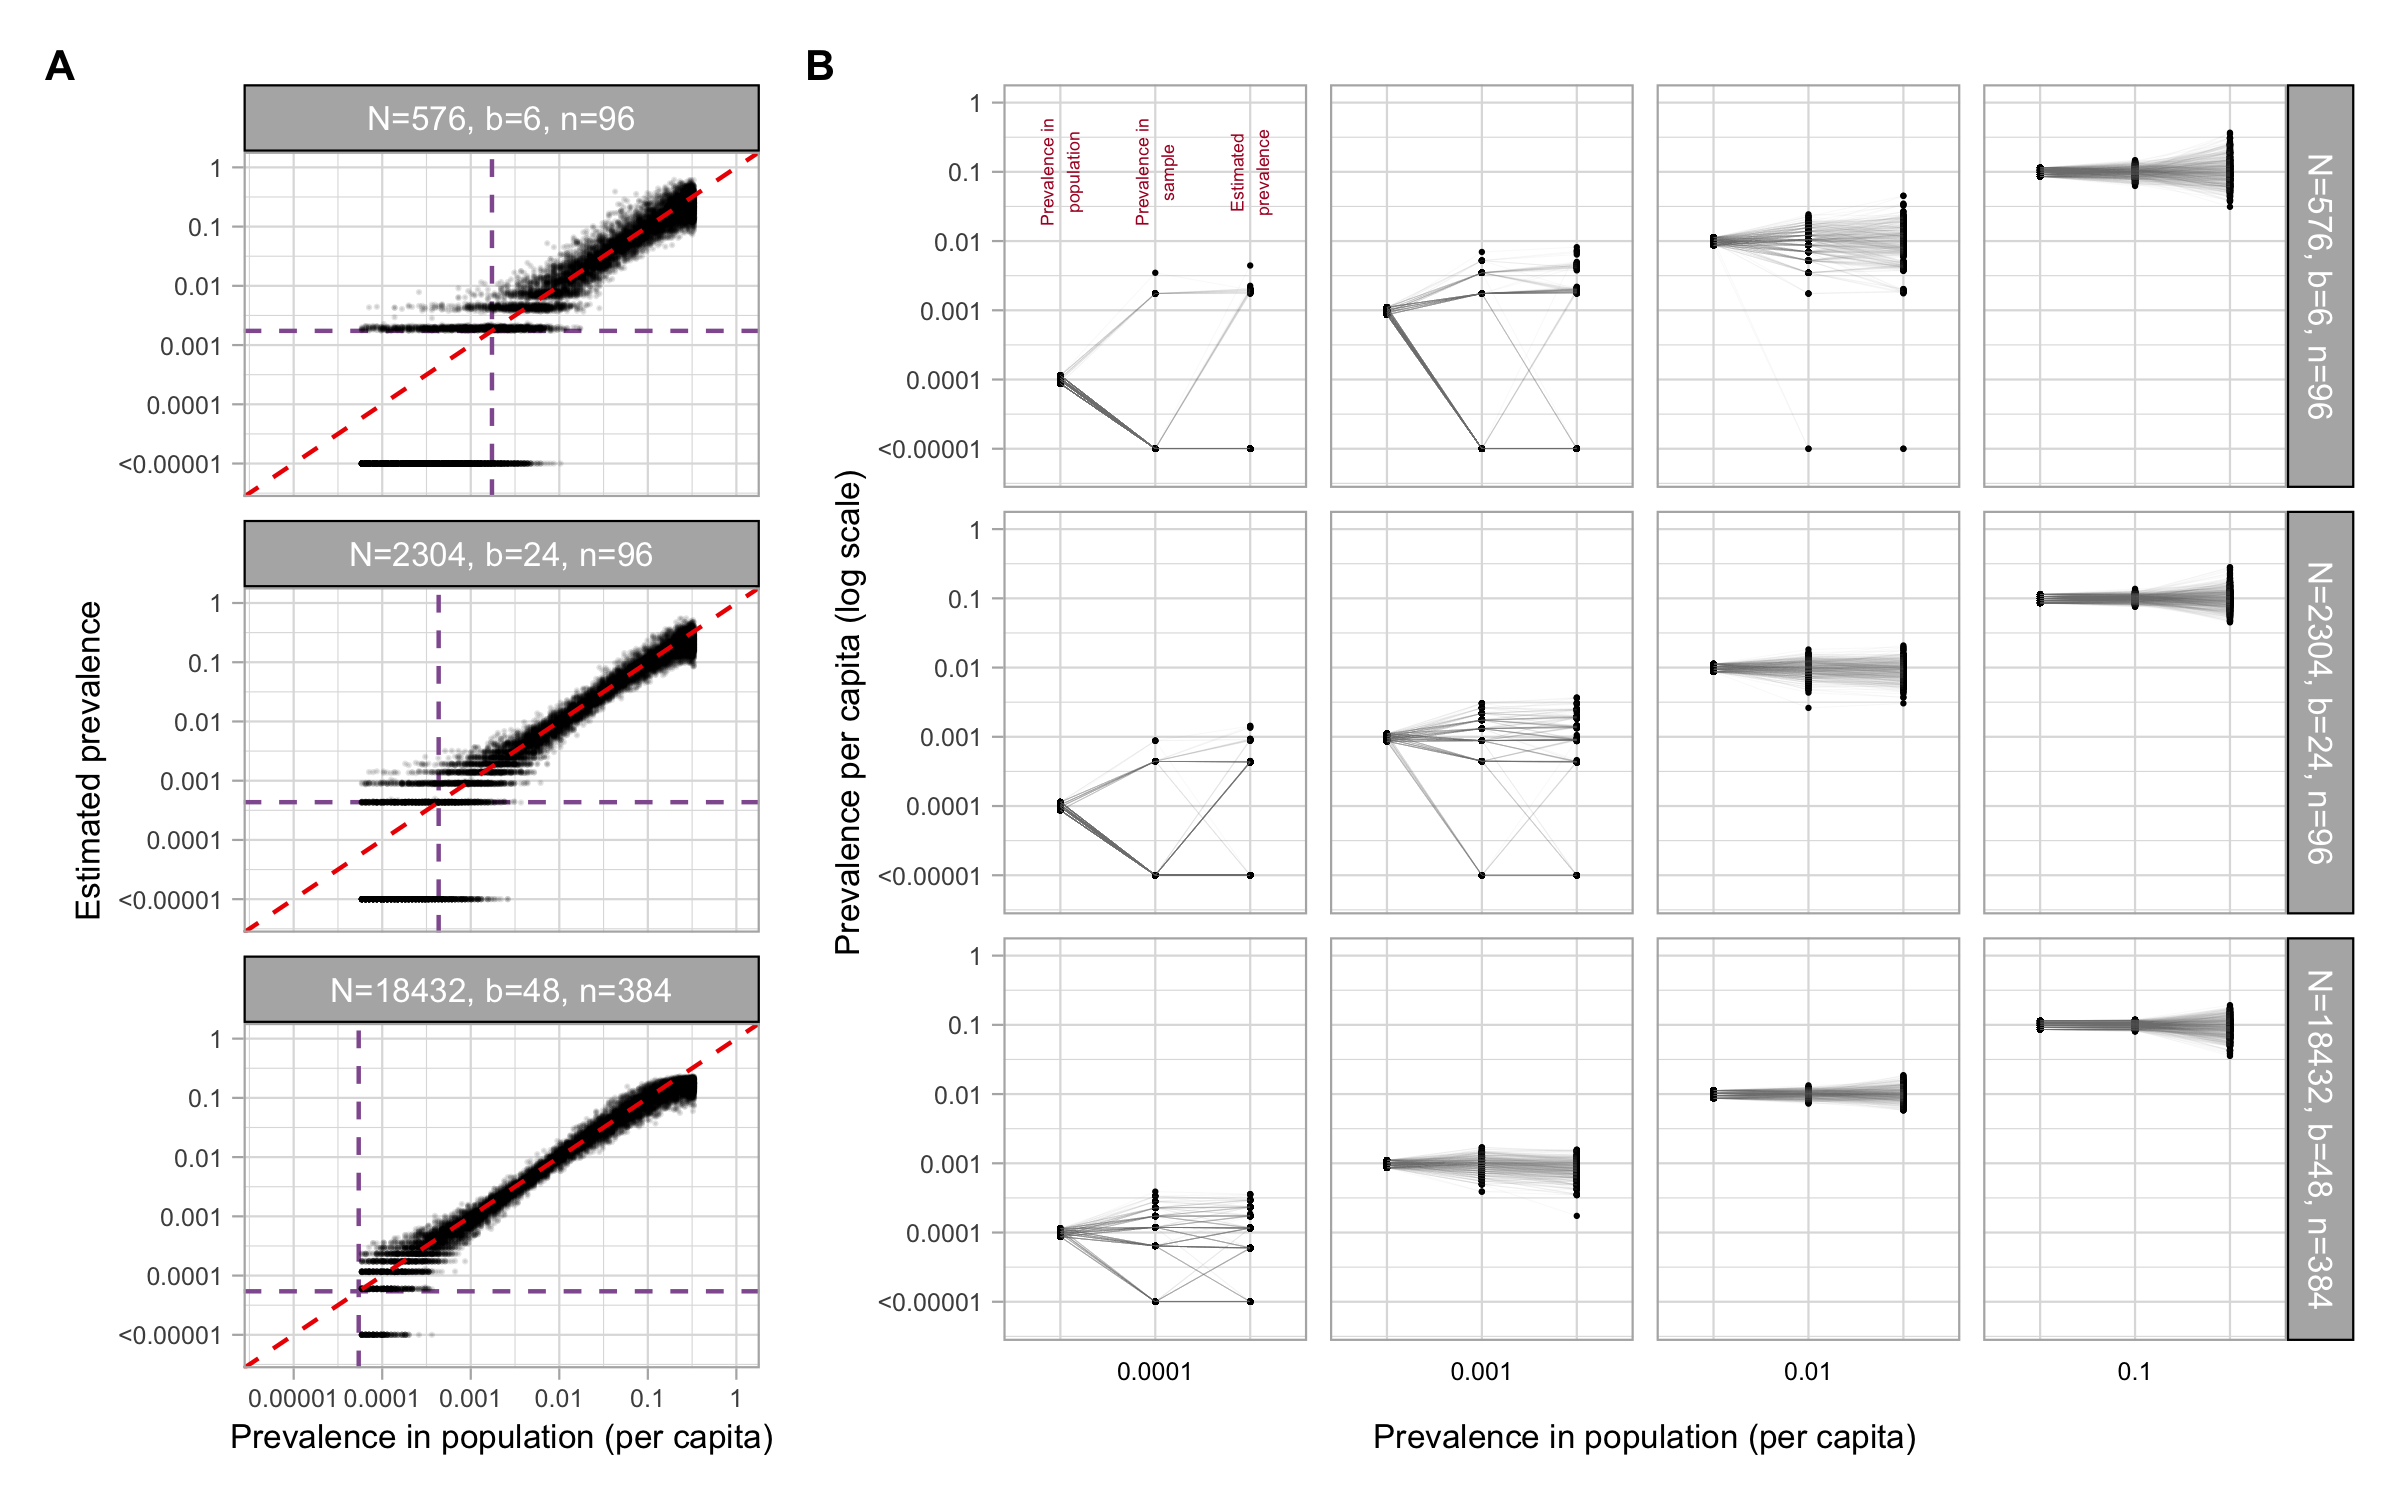 A
N=576, b=6, n=96
1
0.1
0.01
0.001
0.0001
<0.00001
N=2304, b=24, n=96
1
0.1
0.01
0.001
0.0001
<0.00001
N=18432, b=48, n=384
1
0.1
0.01
0.001
0.0001
<0.00001
0.00001 0.0001 0.001 0.01 0.1 1
Estimated prevalence
Prevalence in population (per capita)
B
Prevalence per capita (log scale)
1
0.1
0.01
0.001
0.0001
<0.00001
Prevalence in
population
Prevalence in
sample
Estimated
prevalence
N=576, b=6, n=96
1
0.1
0.01
0.001
0.0001
<0.00001
N=2304, b=24, n=96
1
0.1
0.01
0.001
0.0001
<0.00001
N=18432, b=48, n=384
0.0001 0.001 0.01 0.1
Prevalence in population (per capita)